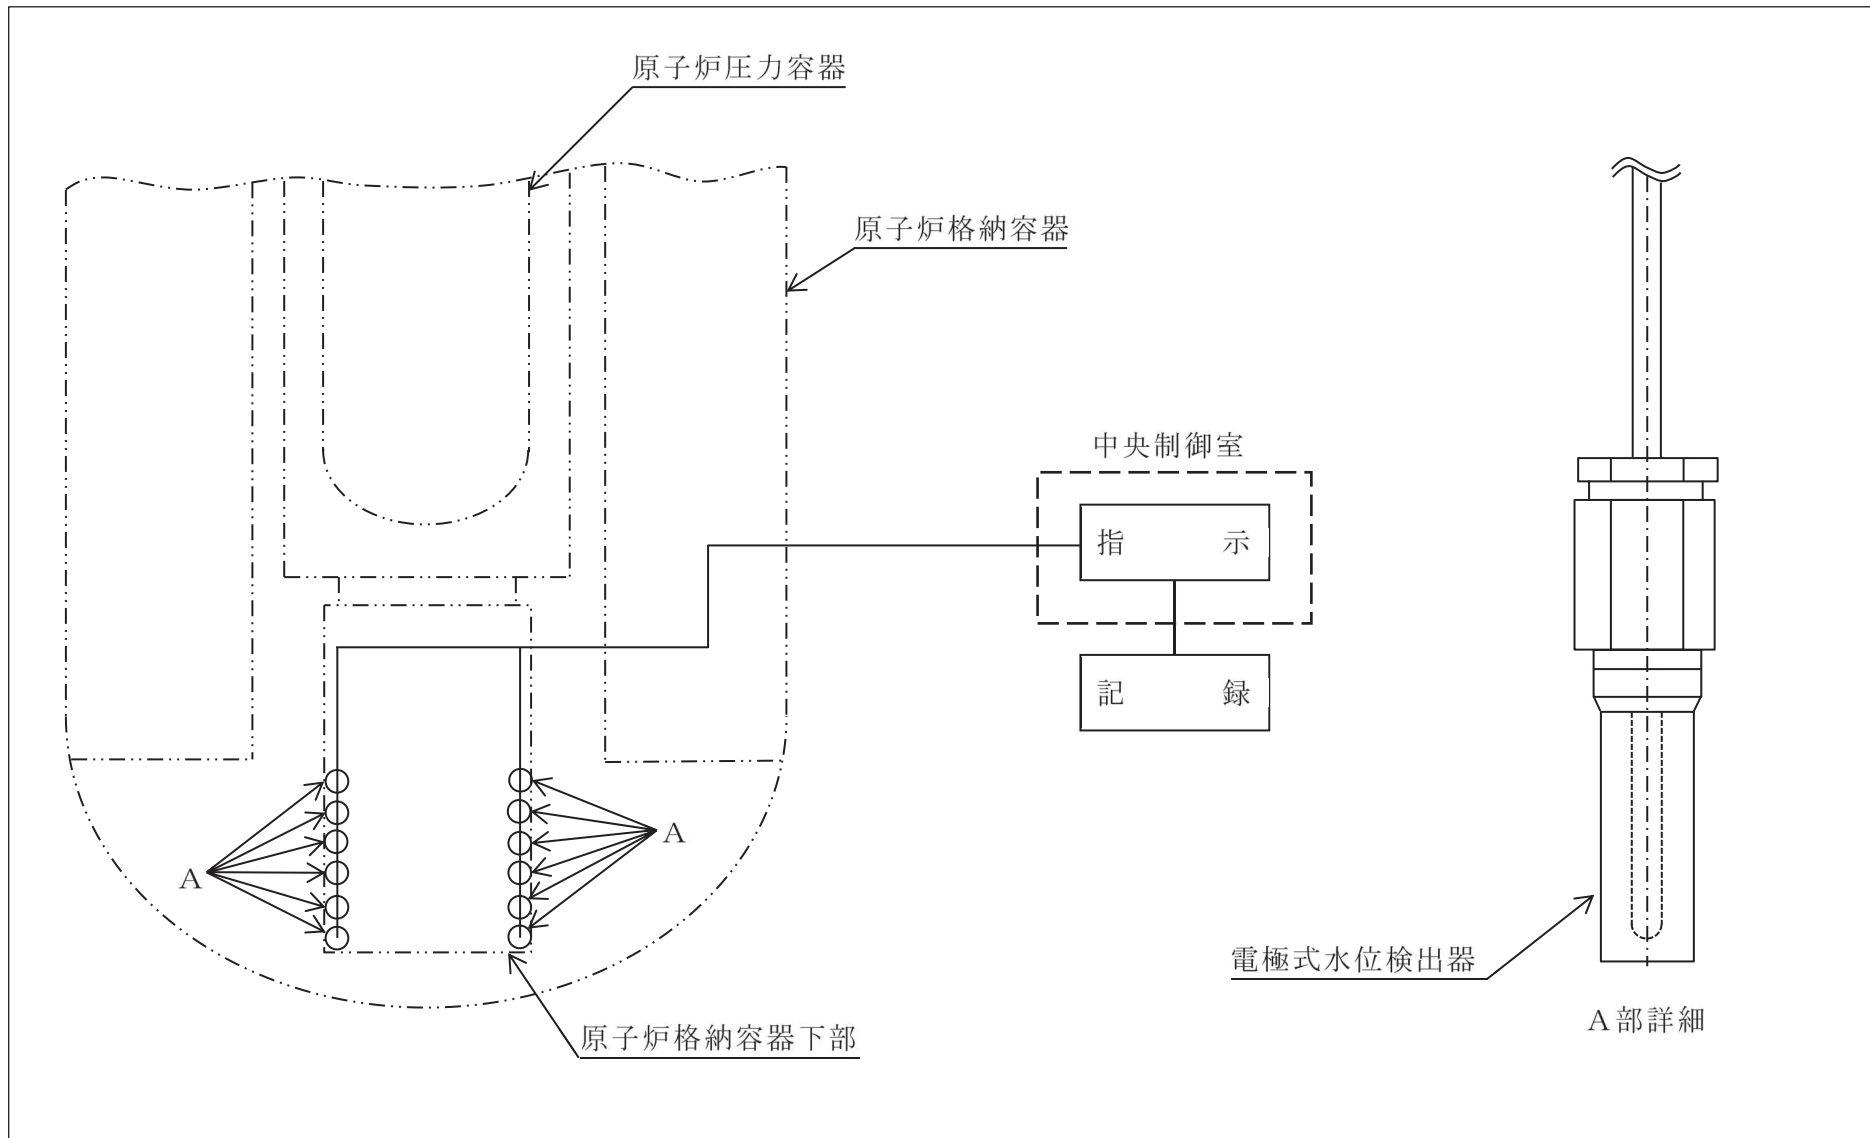 原子炉圧力容器
原子炉格納容器
中央制御室
指示
記録
A
A
電極式水位検出器
A部詳細
原子炉格納容器下部